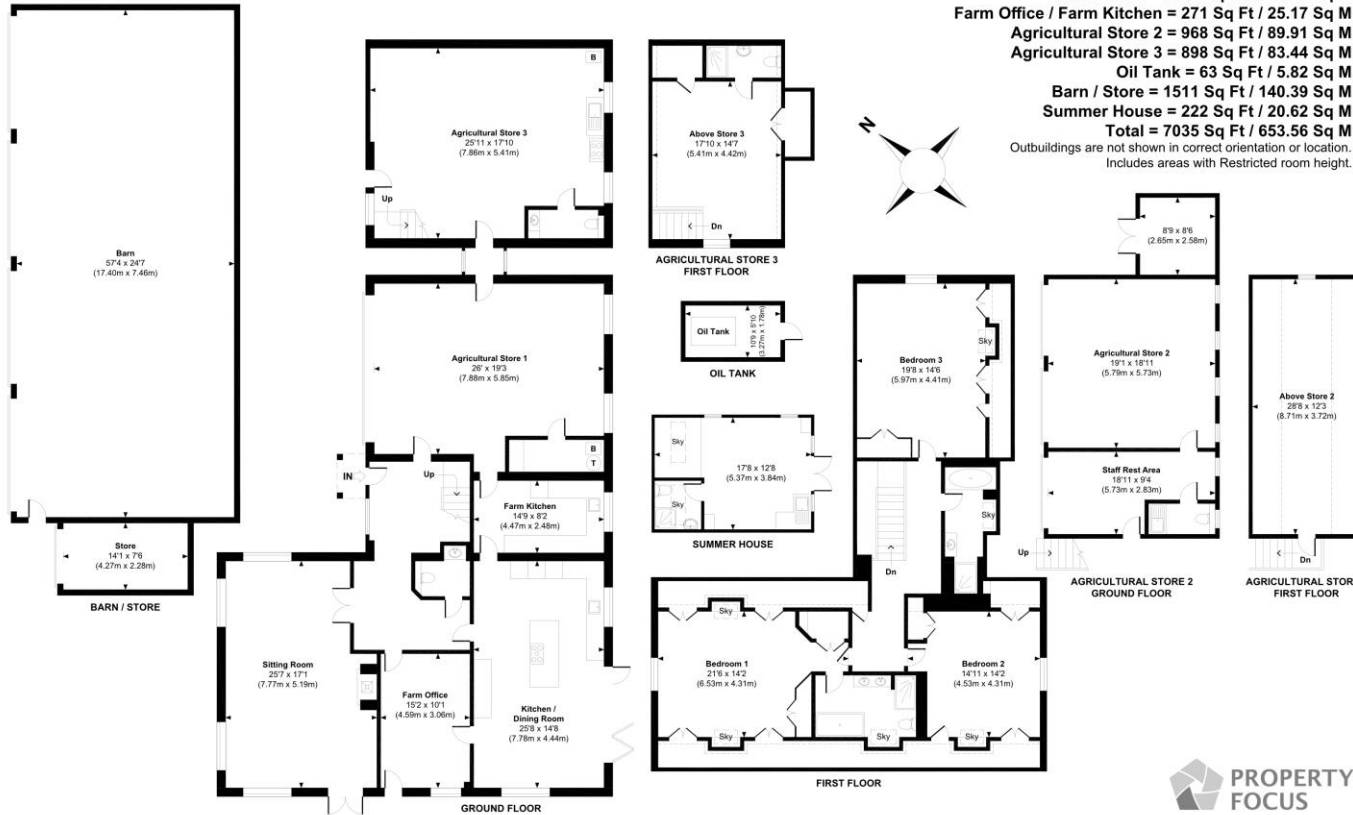 Farm Office / Farm Kitchen = 271 Sq Ft / 25.17 Sq M
Agricultural Store 2 = 968 Sq Ft / 89.91 Sq M
Agricultural Store 3 = 898 Sq Ft / 83.44 Sq M
Oil Tank = 63 Sq Ft / 5.82 Sq M
Barn / Store = 1511 Sq Ft / 140.39 Sq M
Summer House = 222 Sq Ft / 20.62 Sq M
Total = 7035 Sq Ft / 653.56 Sq M
Outbuildings are not shown in correct orientation or location.
Includes areas with Restricted room height.
N
Barn
57'4 x 24'7
(17.40m x 7.46m)
Store
14'1 x 7'6
(4.27m x 2.28m)
BARN / STORE
B
Agricultural Store 3
25'11 x 17'10
(7.86m x 5.41m)
Up
Agricultural Store 1
26' x 19'3
(7.88m x 5.85m)
B
T
IN
Up
Farm Kitchen
14'9 x 8'2
(4.47m x 2.48m)
Sitting Room
25'7 x 17'1
(7.77m x 5.19m)
Farm Office
15'2 x 10'1
(4.59m x 3.06m)
Kitchen /
Dining Room
25'8 x 14'8
(7.78m x 4.44m)
GROUND FLOOR
Above Store 3
17'10 x 14'7
(5.41m x 4.42m)
Dn
AGRICULTURAL STORE 3
FIRST FLOOR
Oil Tank
10'9 x 5'10
(3.27m x 1.78m)
OIL TANK
Sky
17'8 x 12'8
(5.37m x 3.84m)
Sky
SUMMER HOUSE
Bedroom 3
19'8 x 14'6
(5.97m x 4.41m)
Sky
Sky
Dn
Sky
Bedroom 1
21'6 x 14'2
(6.53m x 4.31m)
Bedroom 2
14'11 x 14'2
(4.53m x 4.31m)
Sky
Sky
Sky
FIRST FLOOR
8'9 x 8'6
(2.65m x 2.58m)
Agricultural Store 2
19'1 x 18'11
(5.79m x 5.73m)
Staff Rest Area
18'11 x 9'4
(5.73m x 2.83m)
Up
AGRICULTURAL STORE 2
GROUND FLOOR
Above Store 2
28'8 x 12'3
(8.71m x 3.72m)
Dn
AGRICULTURAL STOR
FIRST FLOOR
PROPERTY
FOCUS